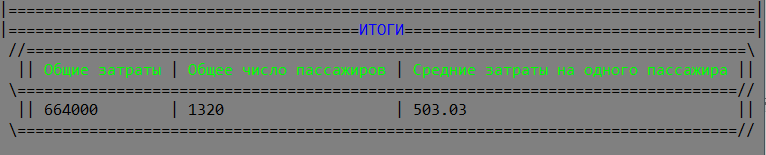 |==================================================================================|
|=======================================ИТОГИ=======================================|
//================================================================================\
|| Общие затраты | Общее число пассажиров | Средние затраты на одного пассажира ||
\================================================================================//
|| 664000 | 1320 | 503.03 ||
\================================================================================//